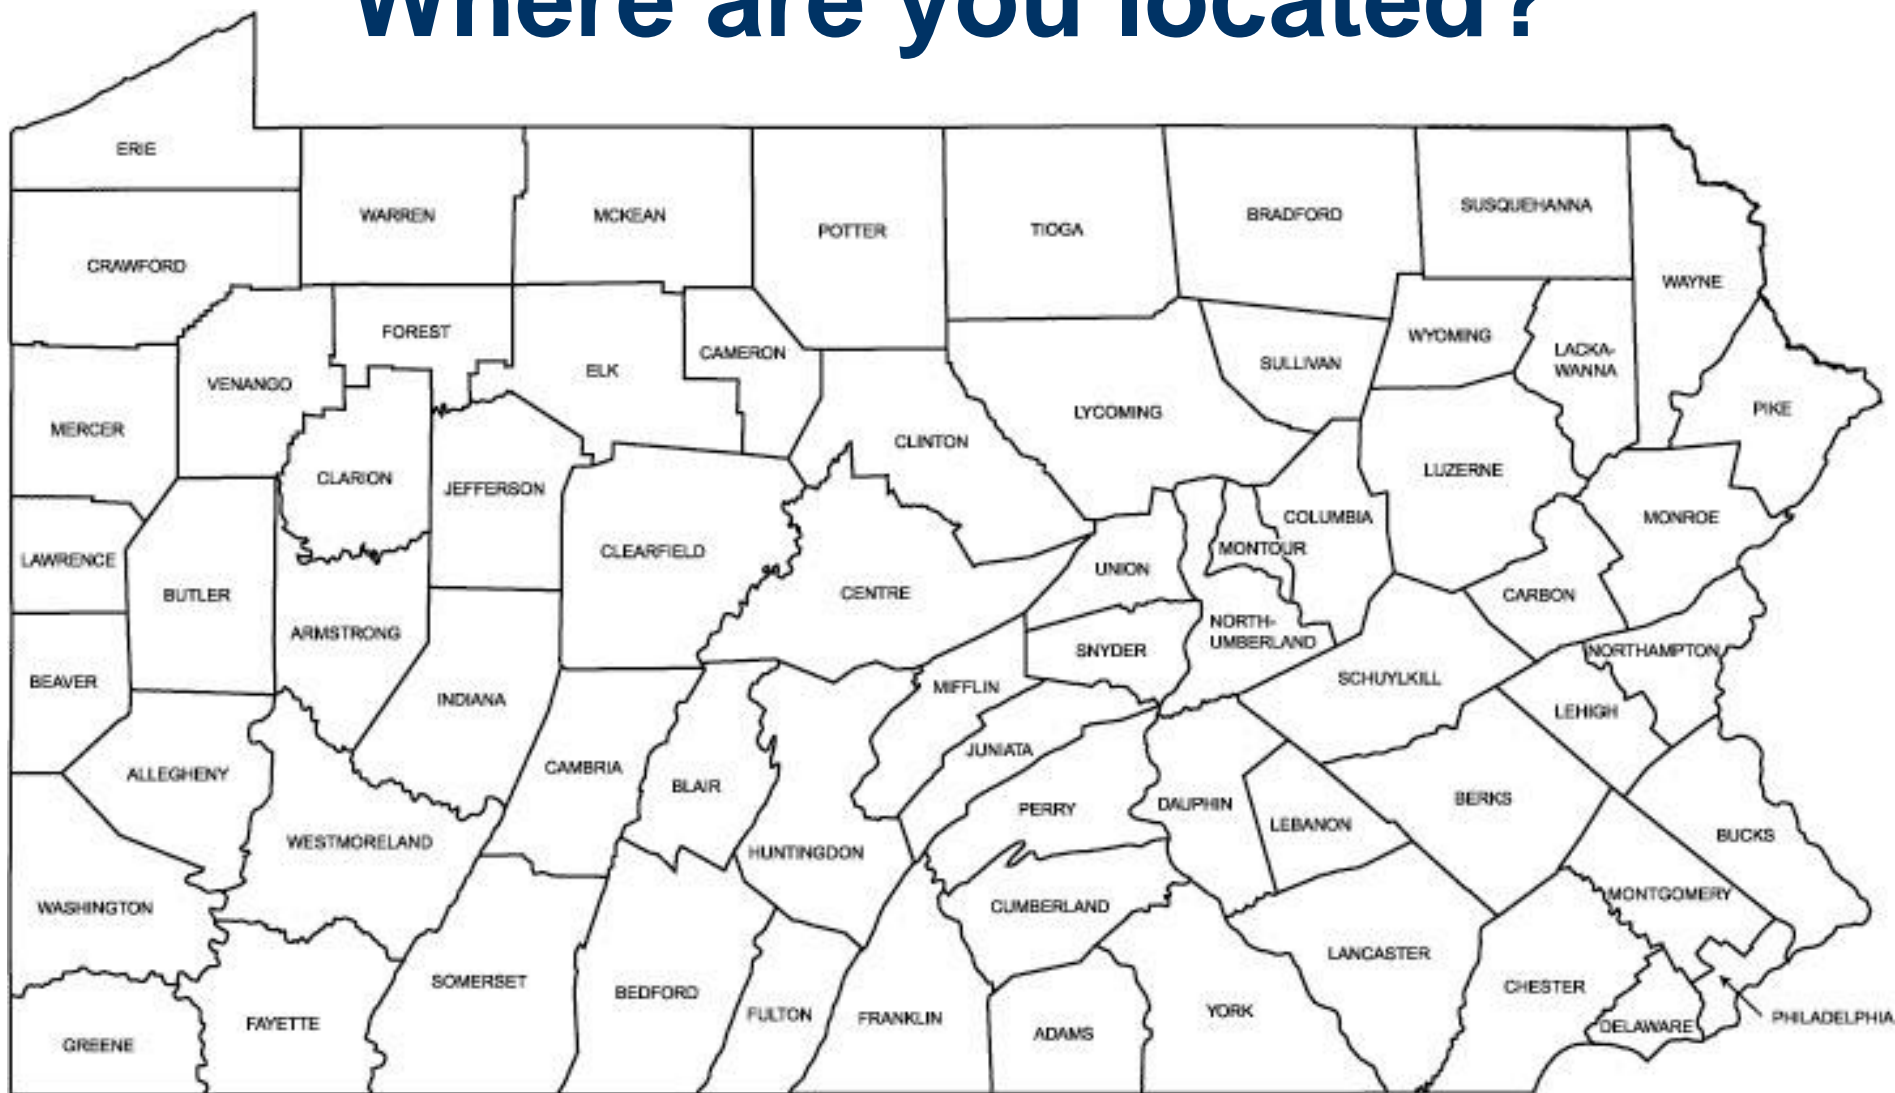 Where are you located?
ERIE
WARREN
MCKEAN
POTTER
TIOGA
BRADFORD
SUSQUEHANNA
CRAWFORD
WAYNE
FOREST
ELK
CAMERON
SULLIVAN
WYOMING
LACKA-
WANNA
VENANGO
MERCER
LYCOMING
PIKE
CLINTON
CLARION
JEFFERSON
LUZERNE
COLUMBIA
MONROE
LAWRENCE
CLEARFIELD
MONTOUR
UNION
BUTLER
CENTRE
CARBON
ARMSTRONG
NORTH-
UMBERLAND
SNYDER
NORTHAMPTON
BEAVER
INDIANA
MIFFLIN
SCHUYLKILL
LEHIGH
ALLEGHENY
CAMBRIA
BLAIR
JUNIATA
PERRY
DAUPHIN
LEBANON
BERKS
BUCKS
WESTMORELAND
HUNTINGDON
WASHINGTON
CUMBERLAND
MONTGOMERY
LANCASTER
SOMERSET
BEDFORD
FULTON
FRANKLIN
YORK
CHESTER
GREENE
FAYETTE
ADAMS
DELAWARE
PHILADELPHIA